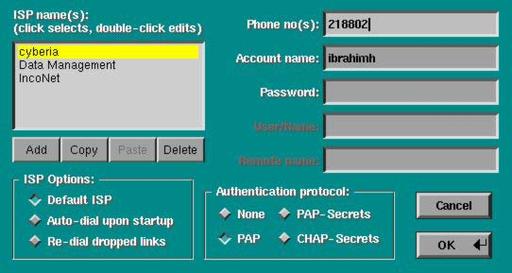 ISP name(s):
(click selects, double-click edits)
cyberia
Data Management
IncoNet
Add Copy Paste Delete
Phone no(s): 218802
Account name: ibrahimh
Password:
User/Name:
Remote name:
ISP Options:
Default ISP
Auto-dial upon startup
Re-dial dropped links
Authentication protocol:
None PAP-Secrets
PAP CHAP-Secrets
Cancel
OK